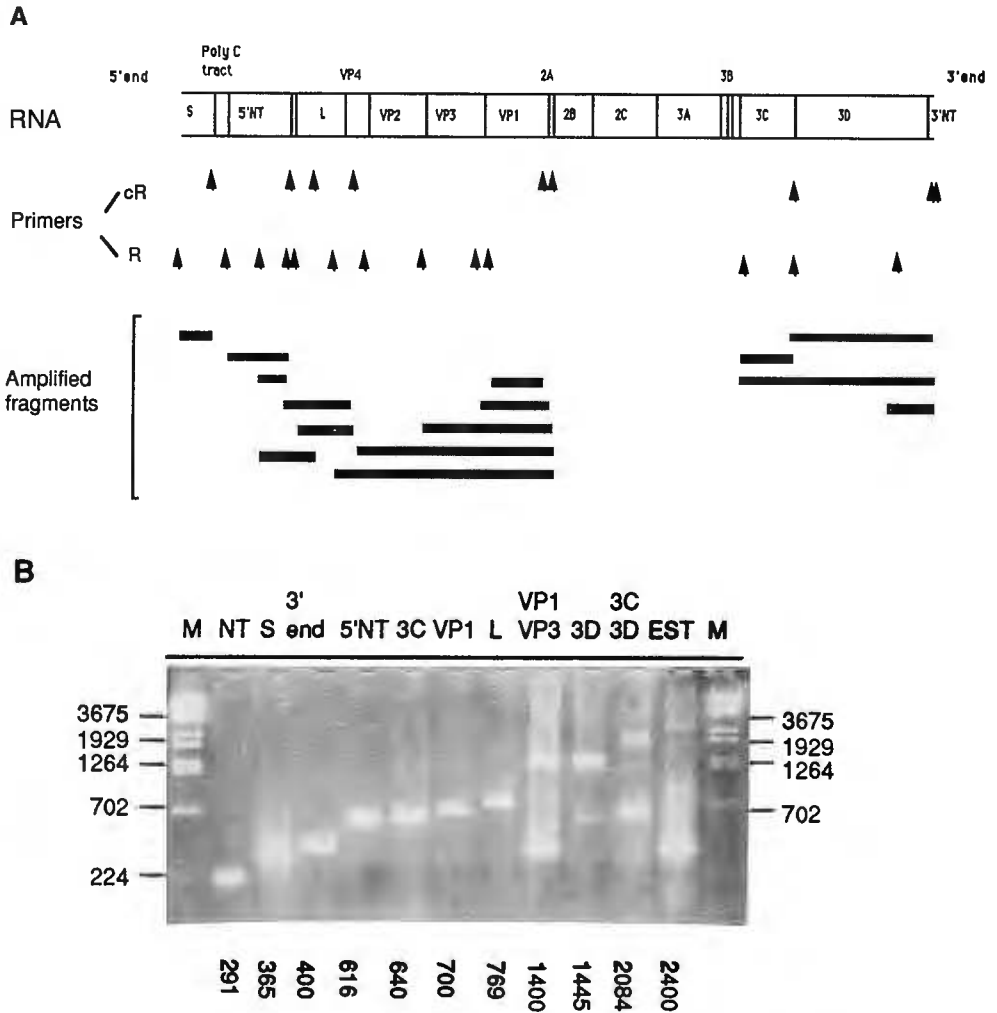 A
Poly C
tract
5'end VP4 2A 3B 3'end
RNA S 5'NT L VP2 VP3 VP1 2B 2C 3A 3C 3D 3'NT
cR
Primers
R
Amplified
fragments
B
3' VP1 3C
M NT S end 5'NT 3C VP1 L VP3 3D 3D EST M
3675 3675
1929 1929
1264 1264
702 702
224
291 365 400 616 640 700 769 1400 1445 2084 2400